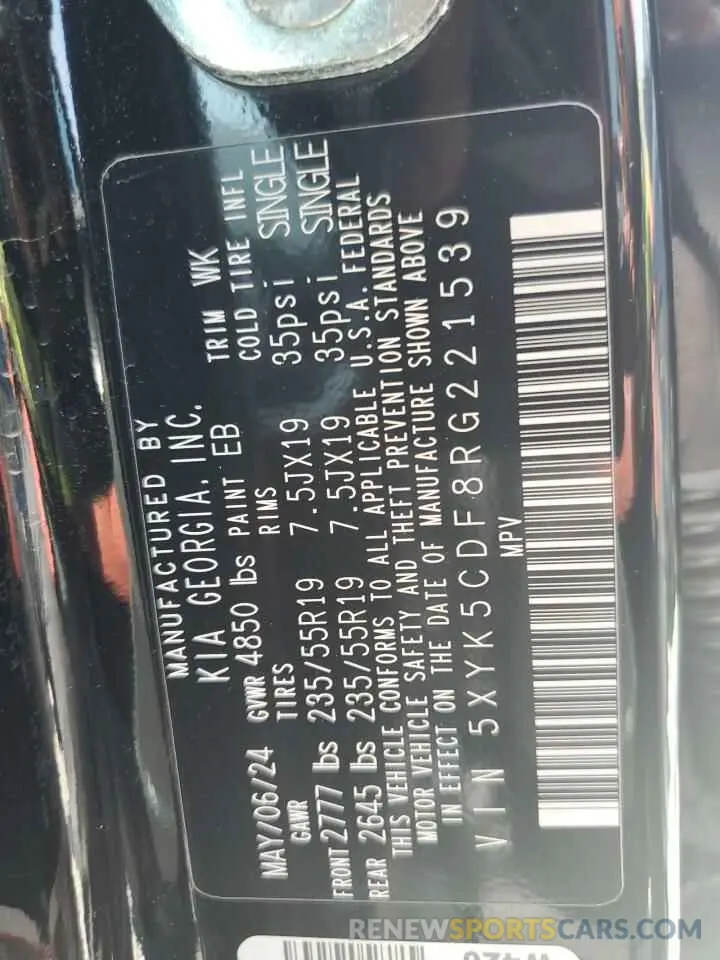 MANUFACTURED BY
KIA GEORGIA, INC.
MAY/06/24 GVWR 4850 lbs PAINT EB TRIM WK
GAWR TIRES RIMS COLD TIRE INFL
FRONT 2777 lbs 235/55R19 7.5JX19 35psi SINGLE
REAR 2645 lbs 235/55R19 7.5JX19 35psi SINGLE
THIS VEHICLE CONFORMS TO ALL APPLICABLE U.S.A. FEDERAL
MOTOR VEHICLE SAFETY AND THEFT PREVENTION STANDARDS
IN EFFECT ON THE DATE OF MANUFACTURE SHOWN ABOVE
VIN 5XYK5CDF8RG221539
MPV
RENEWSPORTSCARS.COM